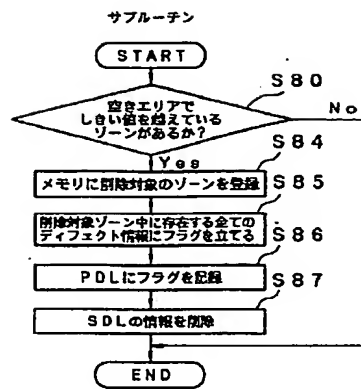 サブルーチン
START
S80
空きエリアで
しきい値を越えている
ゾーンがあるか?
No
Yes
S84
メモリに削除対象のゾーンを登録
S85
削除対象ゾーン中に存在する全ての
ディフェクト情報にフラグを立てる
S86
PDLにフラグを記録
S87
SDLの情報を削除
END